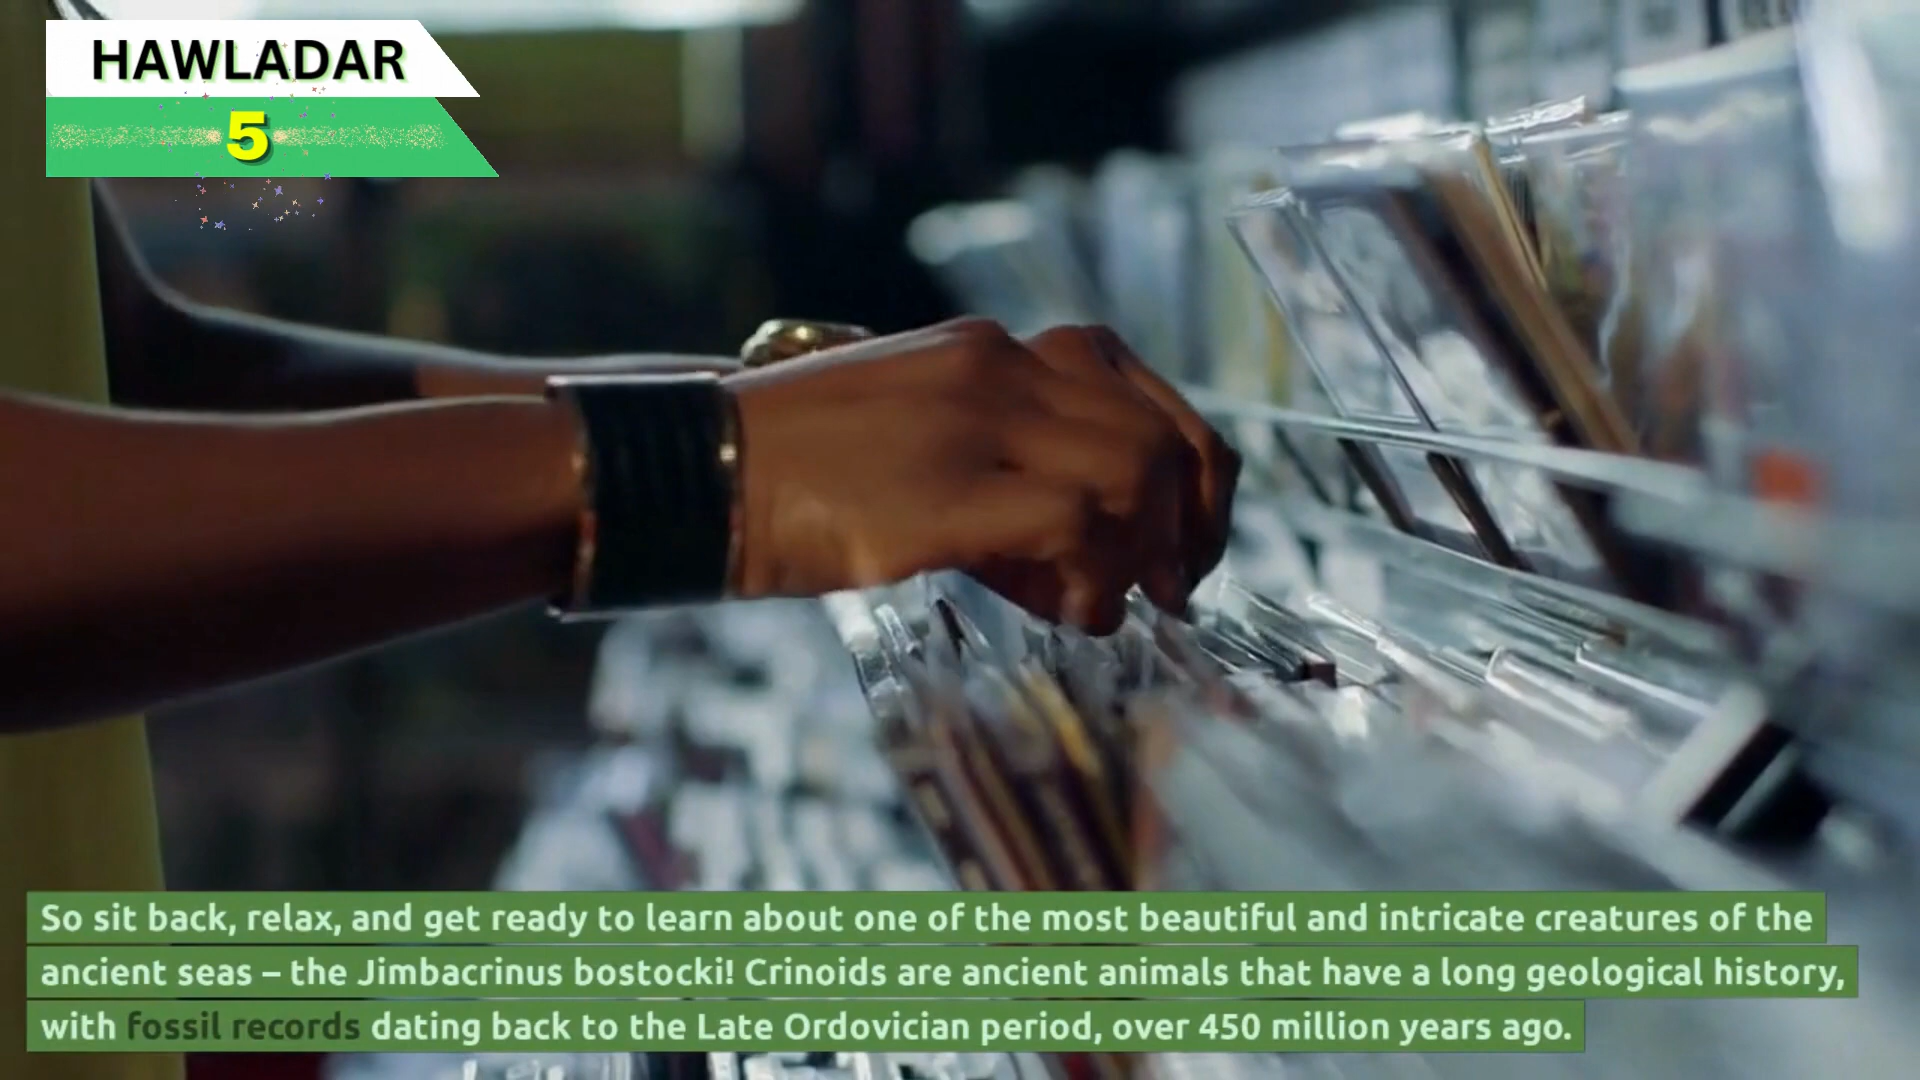 HAWLADAR
5
So sit back, relax, and get ready to learn about one of the most beautiful and intricate creatures of the
ancient seas – the Jimbacrinus bostocki! Crinoids are ancient animals that have a long geological history,
with fossil records dating back to the Late Ordovician period, over 450 million years ago.